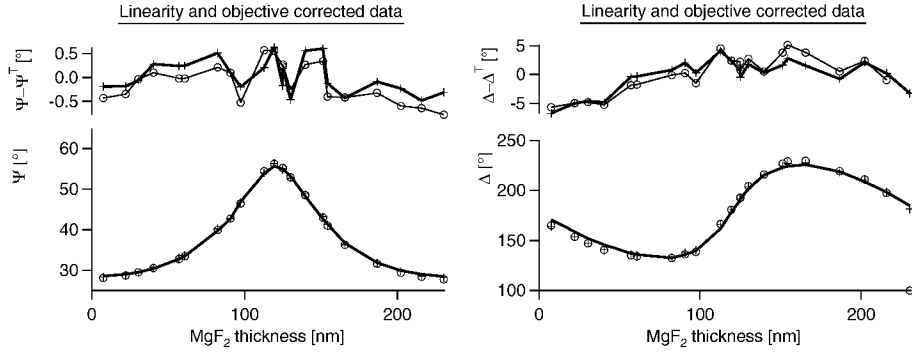 Linearity and objective corrected data
Ψ–Ψᵀ [°]
0.5
0.0
-0.5
Ψ [°]
60
50
40
30
0
100
200
MgF₂ thickness [nm]
Linearity and objective corrected data
Δ–Δᵀ [°]
5
0
-5
Δ [°]
250
200
150
100
0
100
200
MgF₂ thickness [nm]